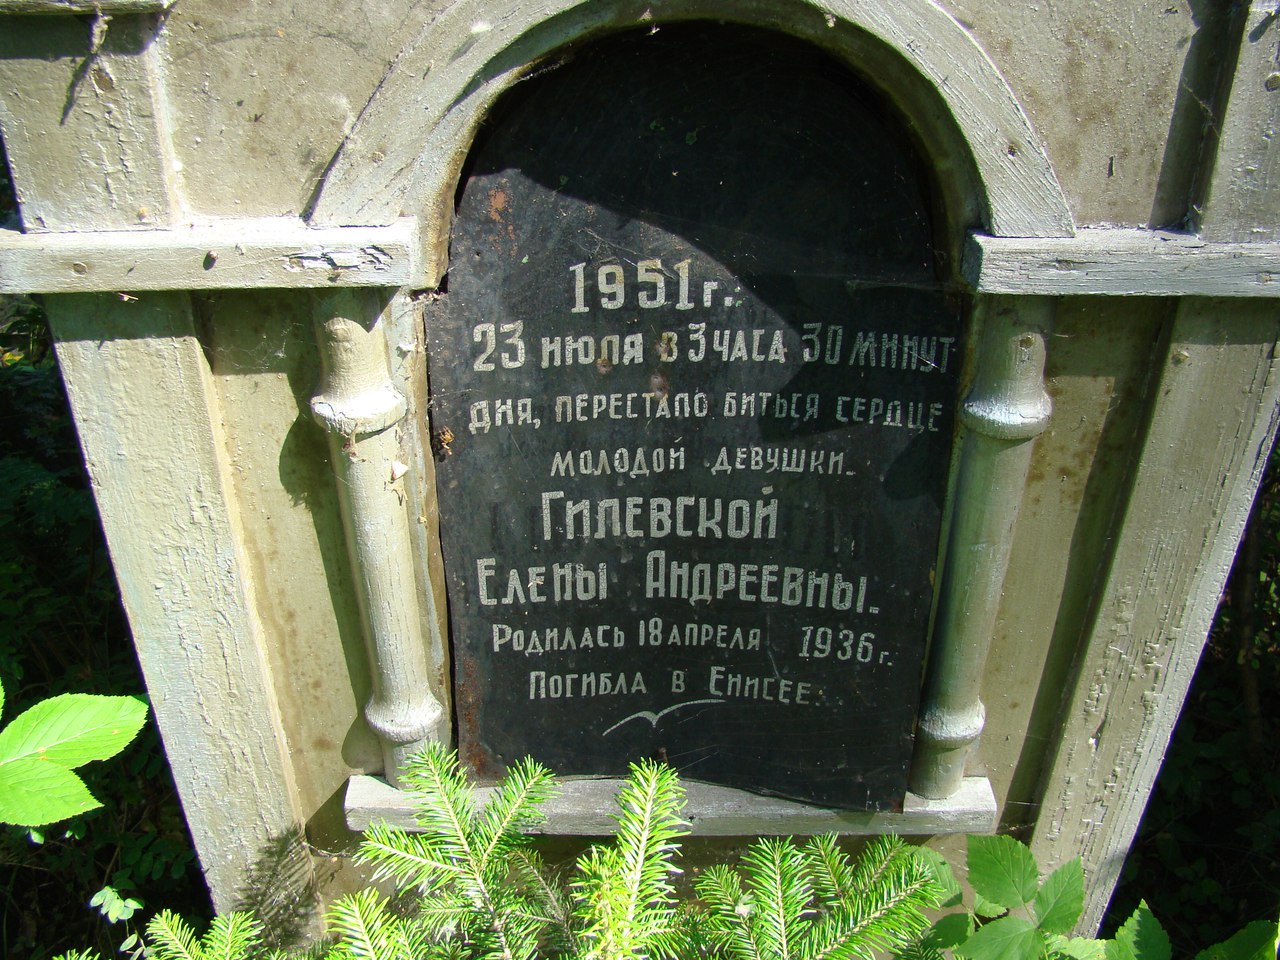 1951г.
23 июля в 3 часа 30 минут
дня, перестало биться сердце
молодой девушки
Гилевской
Елены Андреевны
Родилась 18 апреля 1936г.
Погибла в Енисее